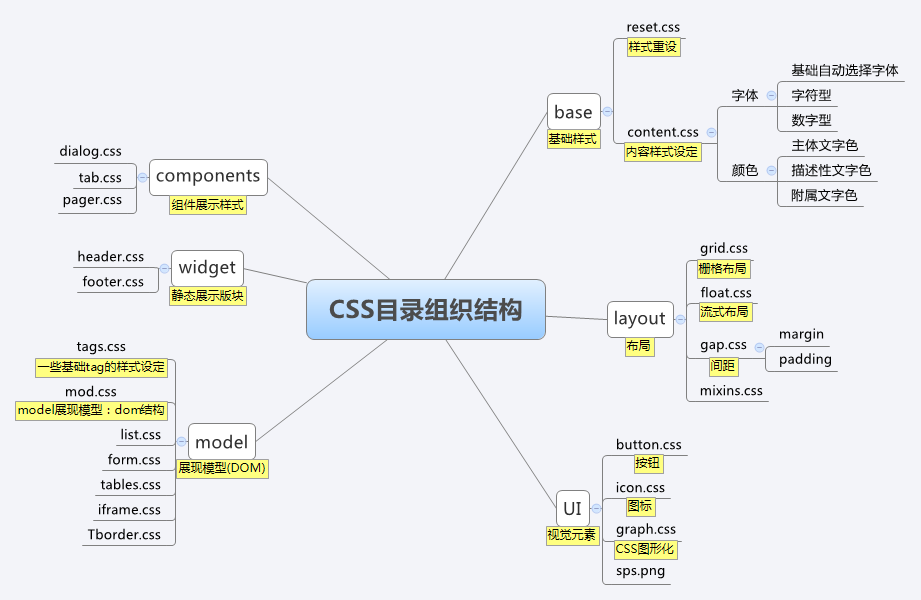 CSS目录组织结构
base
基础样式
reset.css
样式重设
content.css
内容样式设定
字体
基础自动选择字体
字符型
数字型
颜色
主体文字色
描述性文字色
附属文字色
layout
布局
grid.css
栅格布局
float.css
流式布局
gap.css
间距
margin
padding
mixins.css
UI
视觉元素
button.css
按钮
icon.css
图标
graph.css
CSS图形化
sps.png
components
组件展示样式
dialog.css
tab.css
pager.css
widget
静态展示版块
header.css
footer.css
model
展现模型(DOM)
tags.css
一些基础tag的样式设定
mod.css
model展现模型：dom结构
list.css
form.css
tables.css
iframe.css
Tborder.css